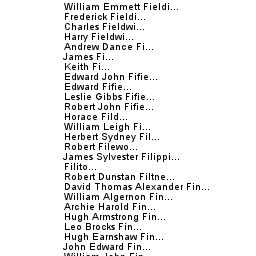 William Emmett Fieldi...
Frederick Fieldi...
Charles Fieldwi...
Harry Fieldwi...
Andrew Dance Fi...
James Fi...
Keith Fi...
Edward John Fifie...
Edward Fifie...
Leslie Gibbs Fifie...
Robert John Fifie...
Horace Fild...
William Leigh Fi...
Herbert Sydney Fil...
Robert Filewo...
James Sylvester Filippi...
Filito...
Robert Dunstan Filtne...
David Thomas Alexander Fin...
William Algernon Fin...
Archie Harold Fin...
Hugh Armstrong Fin...
Leo Brocks Fin...
Hugh Earnshaw Fin...
John Edward Fin...
William John Fin...